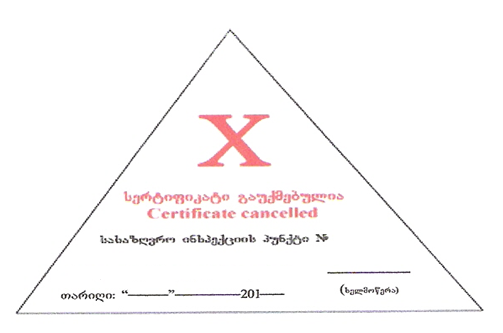 X
სერტიფიკატი გაუქმებულია
Certificate cancelled
სასაზღვრო ინსპექციის პუნქტი №
თარიღი: “———”—————201——
(ხელმოწერა)